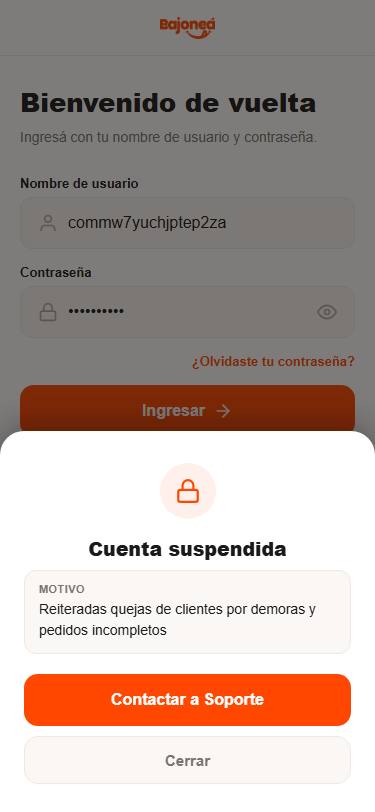 Bajoneá
Bienvenido de vuelta
Ingresá con tu nombre de usuario y contraseña.
Nombre de usuario
commw7yuchjptep2za
Contraseña
••••••••••
¿Olvidaste tu contraseña?
Ingresar →
Cuenta suspendida
MOTIVO
Reiteradas quejas de clientes por demoras y
pedidos incompletos
Contactar a Soporte
Cerrar